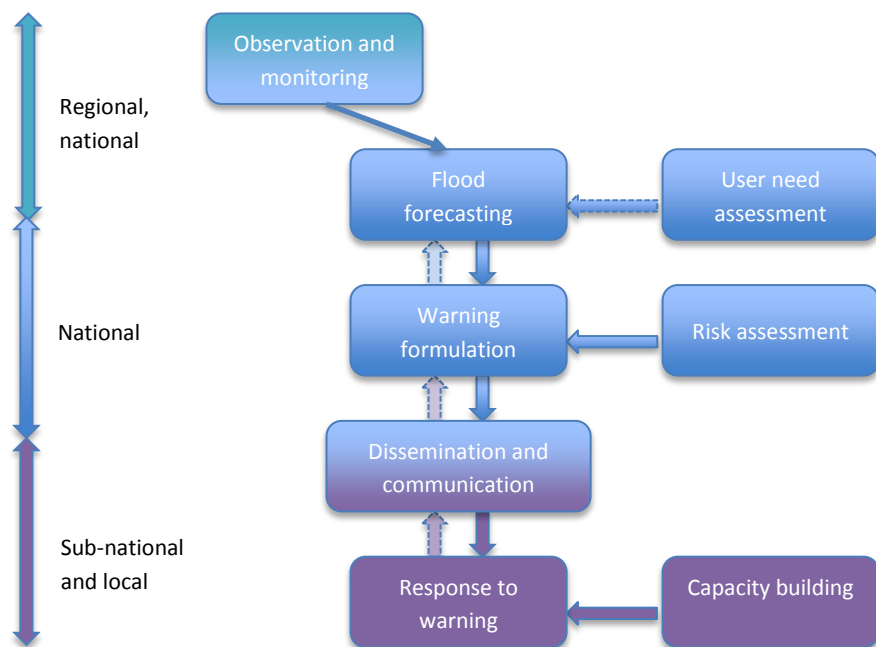 Observation and
monitoring
Regional,
national
Flood
forecasting
User need
assessment
National
Warning
formulation
Risk assessment
Dissemination and
communication
Sub-national
and local
Response to
warning
Capacity building